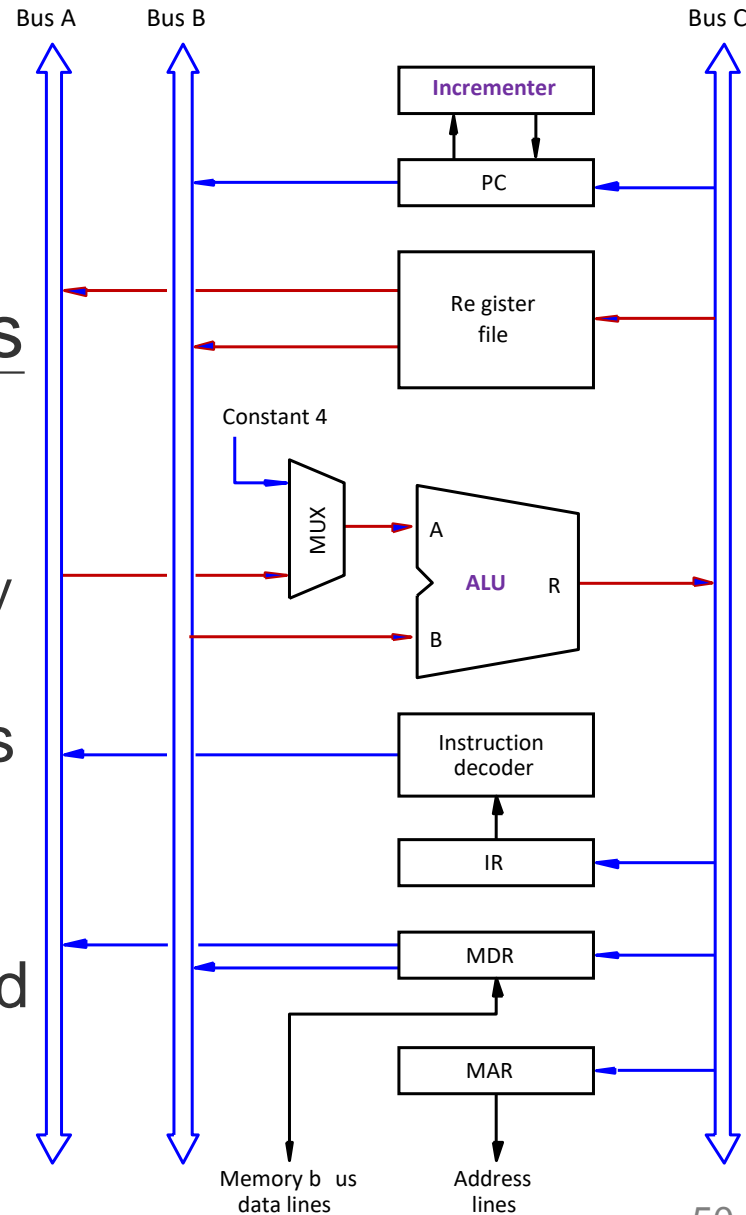 Bus A
Bus B
Bus C
Incrementer
PC
Re gister
file
s
Constant 4
MUX
A
ALU
R
B
y
s
Instruction
decoder
IR
MDR
d
MAR
Memory b us
data lines
Address
lines